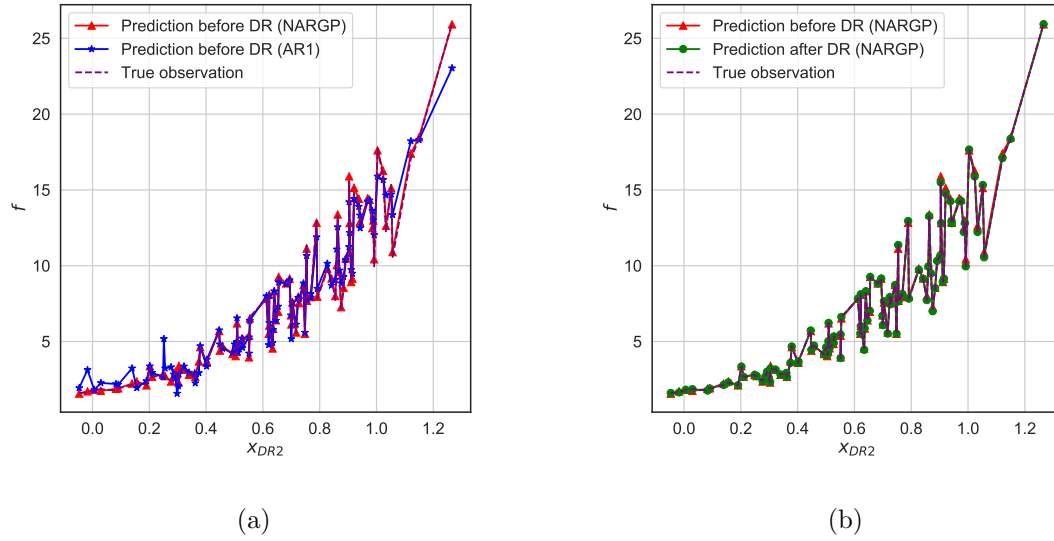 Prediction before DR (NARGP)
Prediction before DR (AR1)
True observation
25
20
15
10
5
f
0.0 0.2 0.4 0.6 0.8 1.0 1.2
x_DR2
(a)
Prediction before DR (NARGP)
Prediction after DR (NARGP)
True observation
25
20
15
10
5
f
0.0 0.2 0.4 0.6 0.8 1.0 1.2
x_DR2
(b)